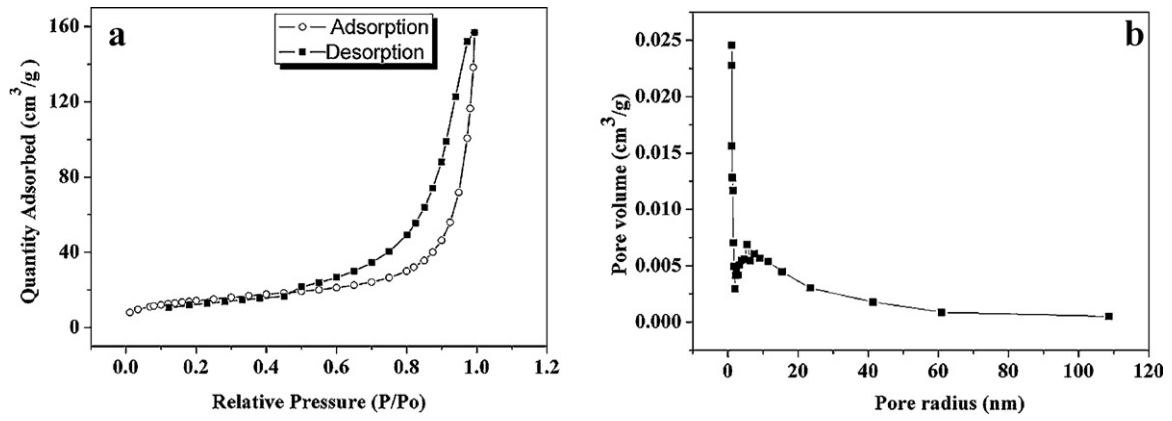 a
Adsorption
Desorption
160
120
80
40
0
Quantity Adsorbed (cm³/g )
0.0 0.2 0.4 0.6 0.8 1.0 1.2
Relative Pressure (P/Po)
b
0.025
0.020
0.015
0.010
0.005
0.000
Pore volume (cm³/g)
0 20 40 60 80 100 120
Pore radius (nm)